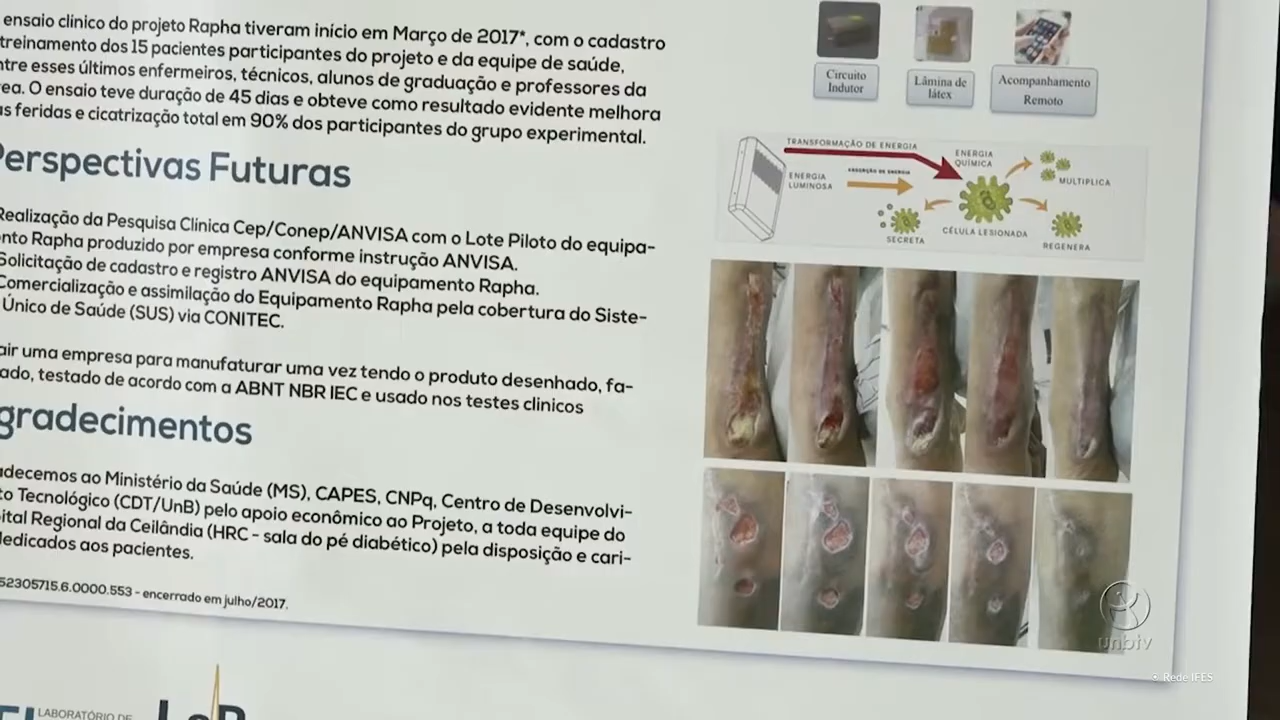 ensaio clínico do projeto Rapha tiveram início em Março de 2017*, com o cadastro
treinamento dos 15 pacientes participantes do projeto e da equipe de saúde,
ntre esses últimos enfermeiros, técnicos, alunos de graduação e professores da
rea. O ensaio teve duração de 45 dias e obteve como resultado evidente melhora
as feridas e cicatrização total em 90% dos participantes do grupo experimental.
Perspectivas Futuras
Realização da Pesquisa Clínica Cep/Conep/ANVISA com o Lote Piloto do equipa-
nto Rapha produzido por empresa conforme instrução ANVISA.
Solicitação de cadastro e registro ANVISA do equipamento Rapha.
Comercialização e assimilação do Equipamento Rapha pela cobertura do Siste-
Único de Saúde (SUS) via CONITEC.
air uma empresa para manufaturar uma vez tendo o produto desenhado, fa-
ado, testado de acordo com a ABNT NBR IEC e usado nos testes clinicos
gradecimentos
adecemos ao Ministério da Saúde (MS), CAPES, CNPq, Centro de Desenvolvi-
to Tecnológico (CDT/UnB) pelo apoio econômico ao Projeto, a toda equipe do
ital Regional da Ceilândia (HRC - sala do pé diabético) pela disposição e cari-
dedicados aos pacientes.
52305715.6.0000.553 - encerrado em julho/2017.
LABORATÓRIO DE
Circuito
Indutor
Lâmina de
látex
Acompanhamento
Remoto
TRANSFORMAÇÃO DE ENERGIA
ENERGIA
LUMINOSA
ABSORÇÃO DE ENERGIA
ENERGIA
QUÍMICA
MULTIPLICA
SECRETA
CÉLULA LESIONADA
REGENERA
unbtv
Rede IFES